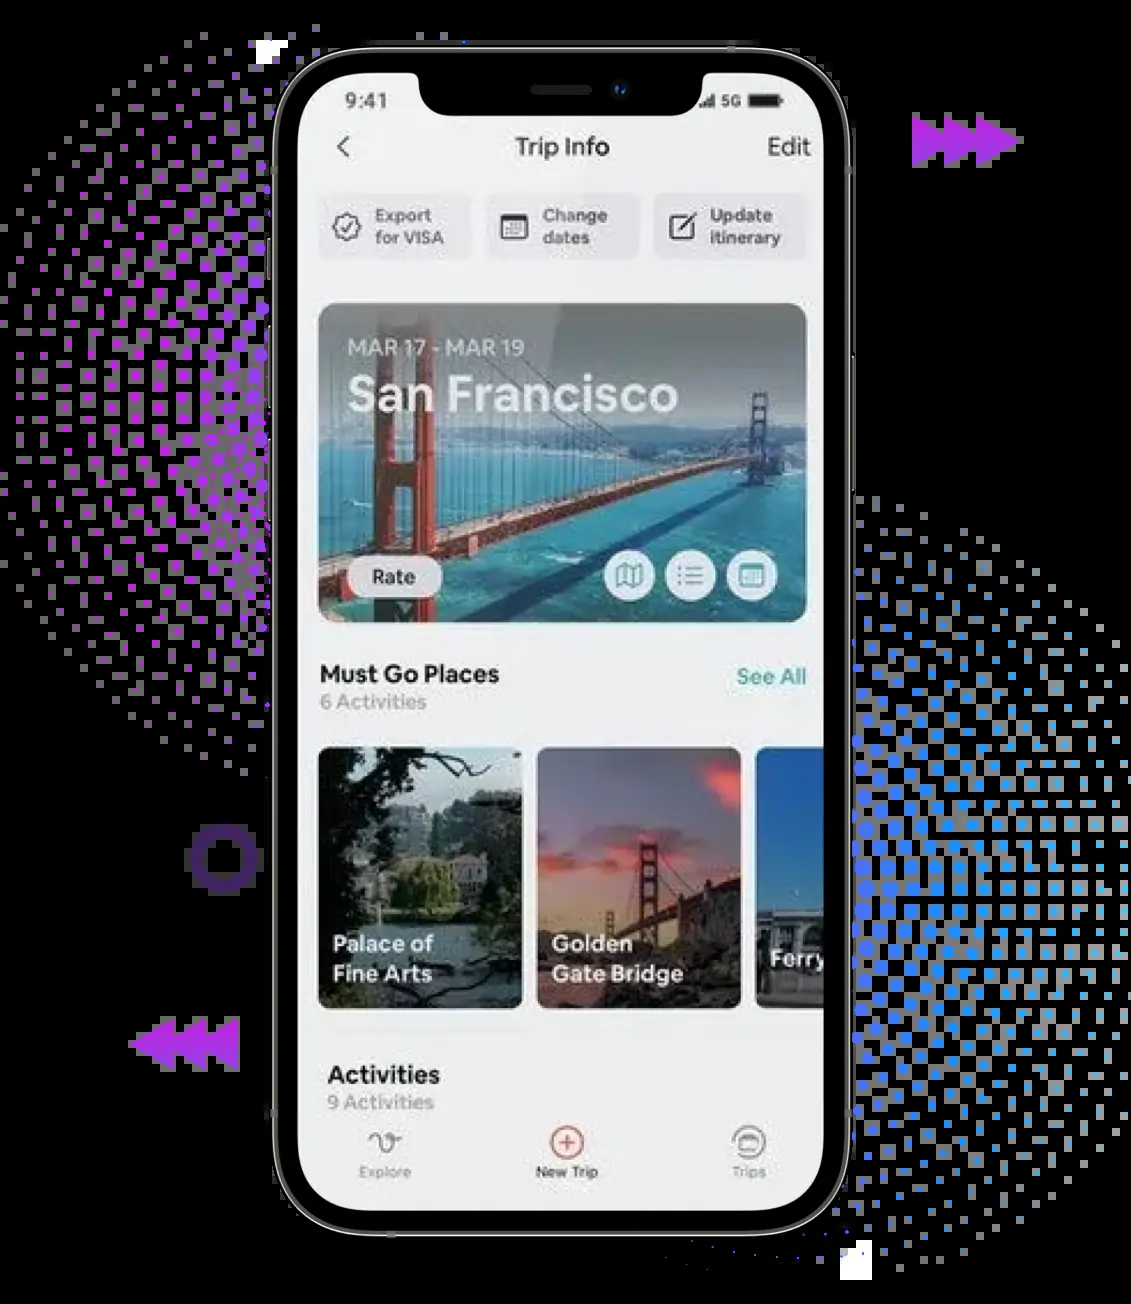 9:41
5G
Trip Info
Edit
Export
for VISA
Change
dates
Update
Itinerary
MAR 17 - MAR 19
San Francisco
Rate
Must Go Places
See All
6 Activities
Palace of
Fine Arts
Golden
Gate Bridge
Ferry
Activities
9 Activities
Explore
New Trip
Trips